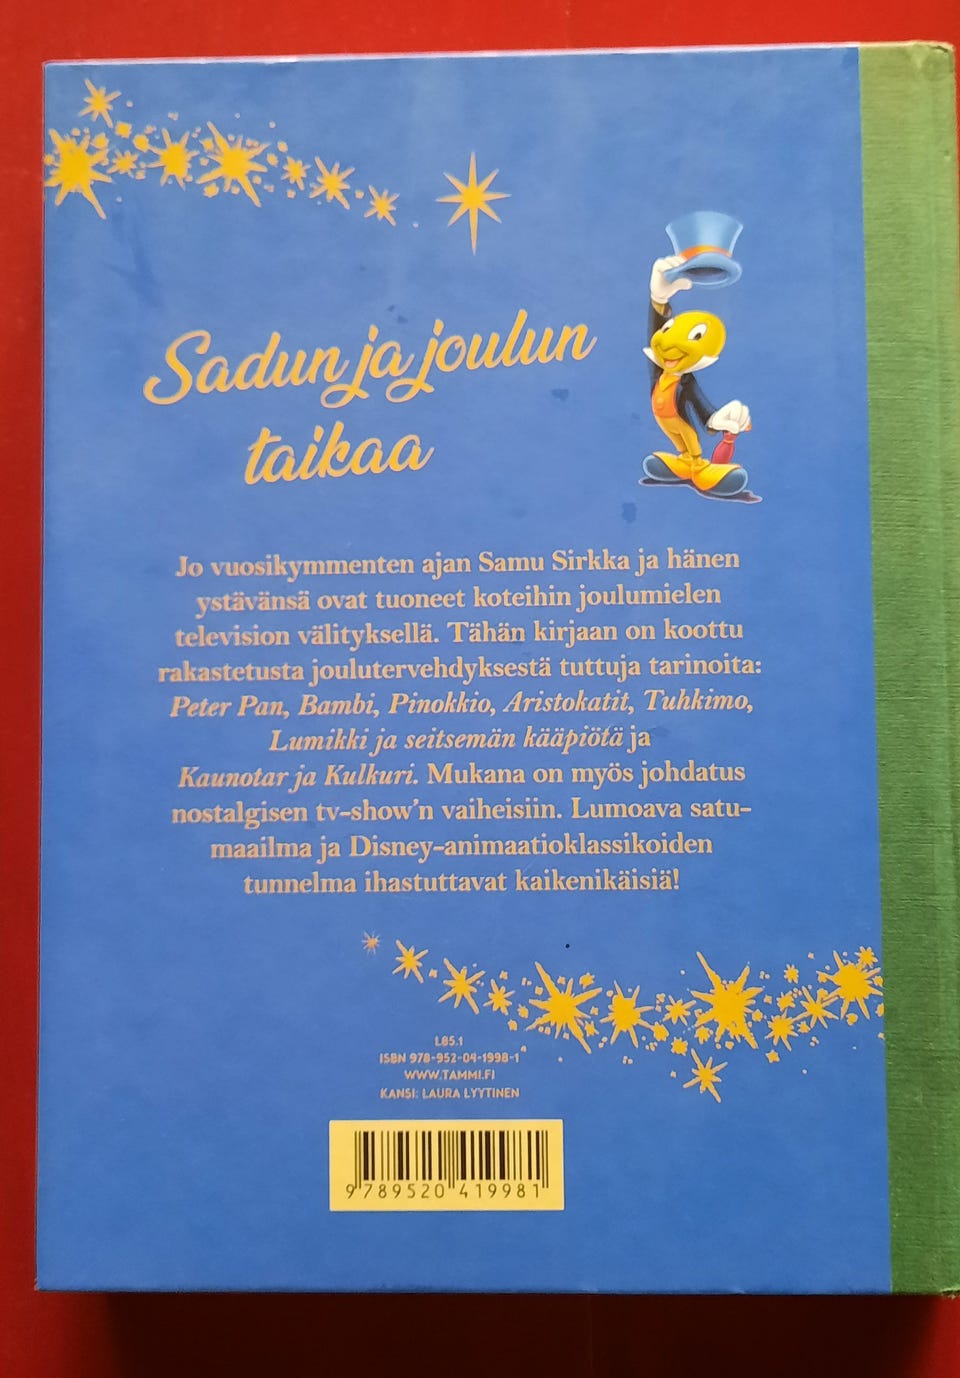 Sadun ja joulun
taikaa
Jo vuosikymmenten ajan Samu Sirkka ja hänen
ystävänsä ovat tuoneet koteihin joulumielen
television välityksellä. Tähän kirjaan on koottu
rakastetusta joulutervehdyksestä tuttuja tarinoita:
Peter Pan, Bambi, Pinokkio, Aristokatit, Tuhkimo,
Lumikki ja seitsemän kääpiötä ja
Kaunotar ja Kulkuri. Mukana on myös johdatus
nostalgisen tv-show'n vaiheisiin. Lumoava satu-
maailma ja Disney-animaatioklassikoiden
tunnelma ihastuttavat kaikenikäisiä!
L85.1
ISBN 978-952-04-1998-1
WWW.TAMMI.FI
KANSI: LAURA LYYTINEN
9 789520 419981